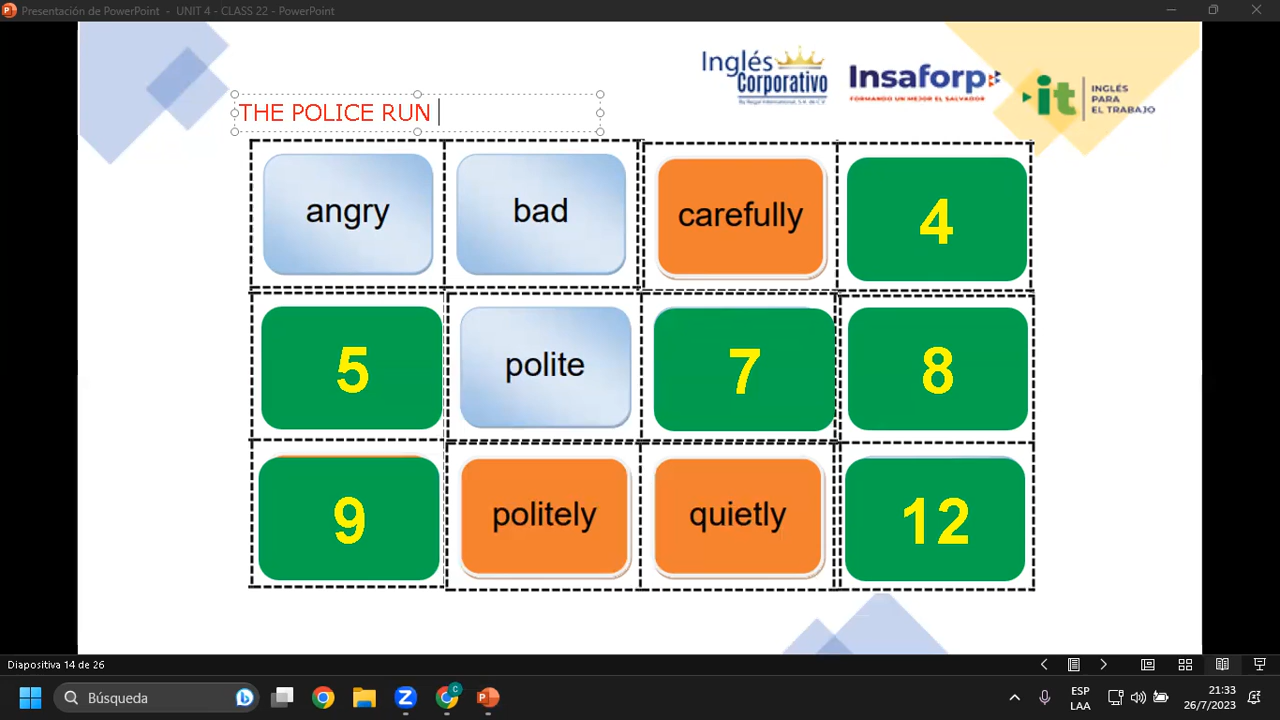 Presentación de PowerPoint - UNIT 4 - CLASS 22 - PowerPoint
Inglés
Corporativo
Insaforp
FORMANDO UN MEJOR EL SALVADOR
it
INGLÉS
PARA
EL TRABAJO
THE POLICE RUN
angry bad carefully 4
5 polite 7 8
9 politely quietly 12
Diapositiva 14 de 26
Búsqueda
ESP
LAA
21:33
26/7/2023